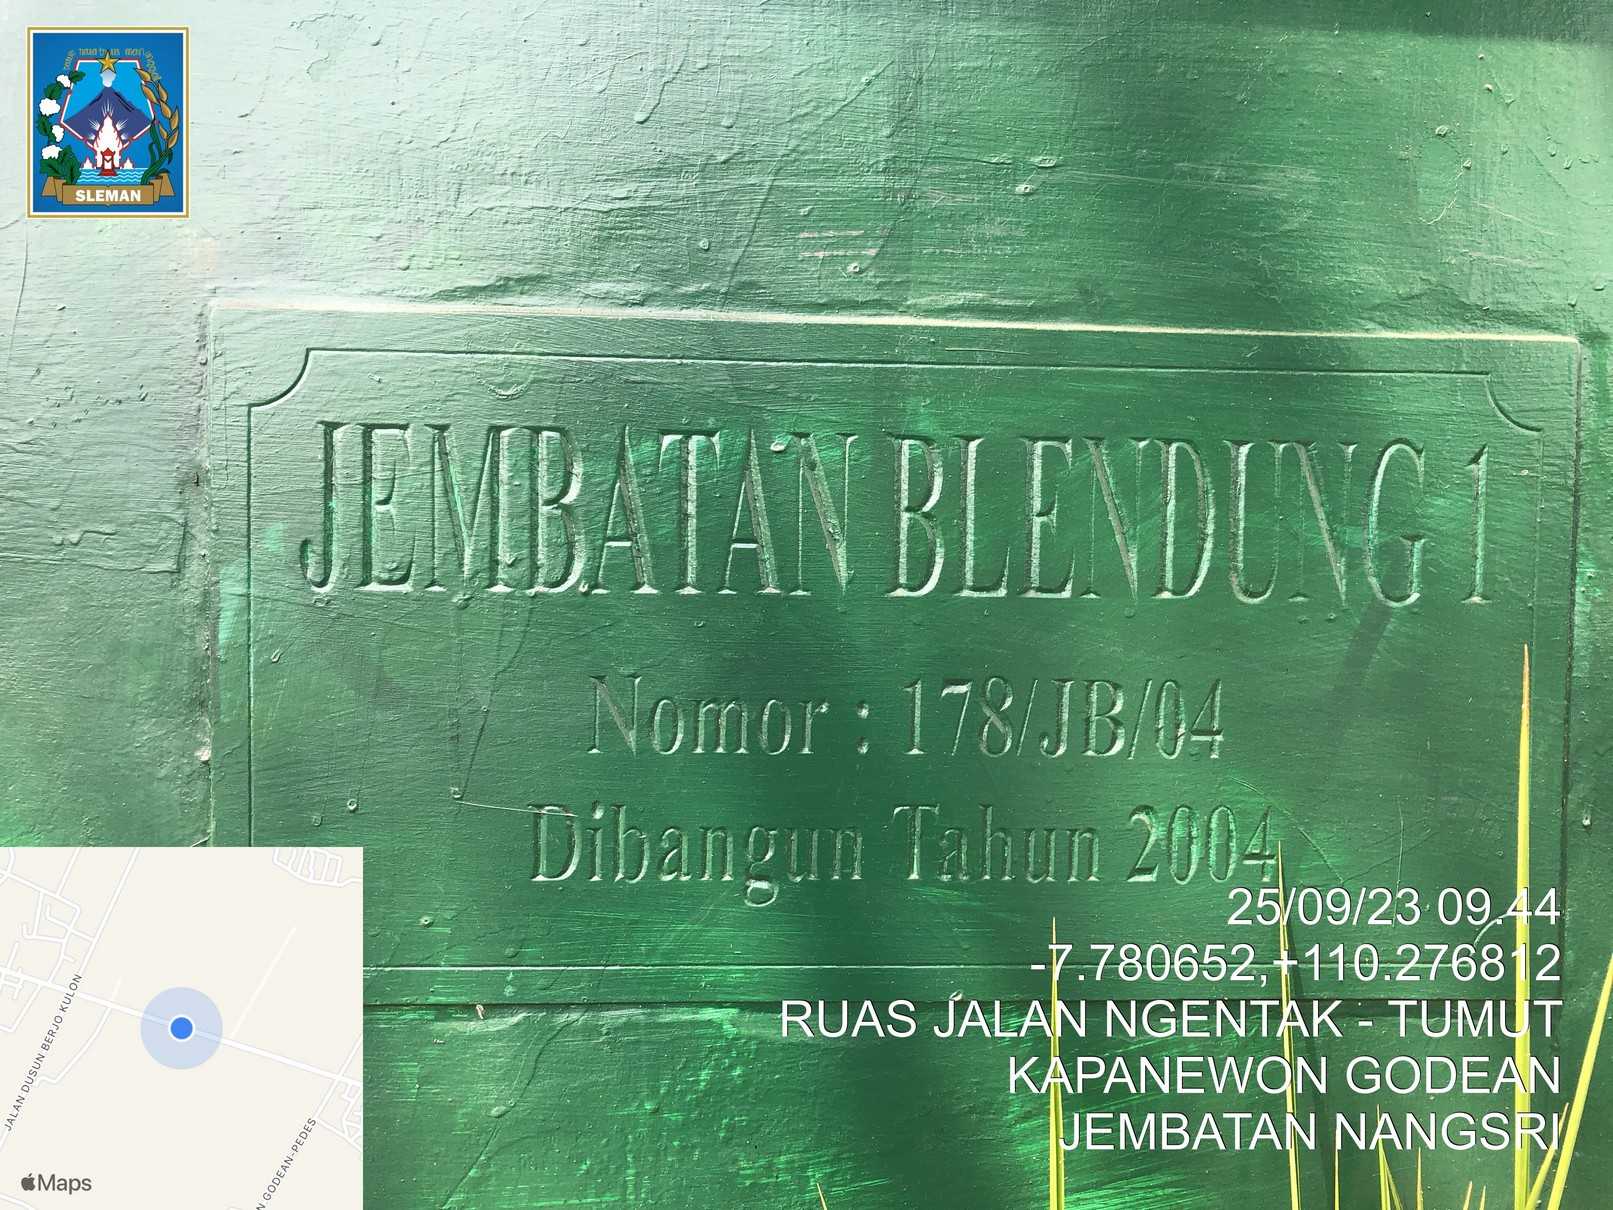 SLEMAN
JEMBATAN BLENDUNG 1
Nomor : 178/JB/04
Dibangun Tahun 2004
25/09/23 09.44
-7.780652,+110.276812
RUAS JALAN NGENTAK - TUMUT
KAPANEWON GODEAN
JEMBATAN NANGSRI
JALAN DUSUN BERJO KULON
N GODEAN-PEDES
Maps